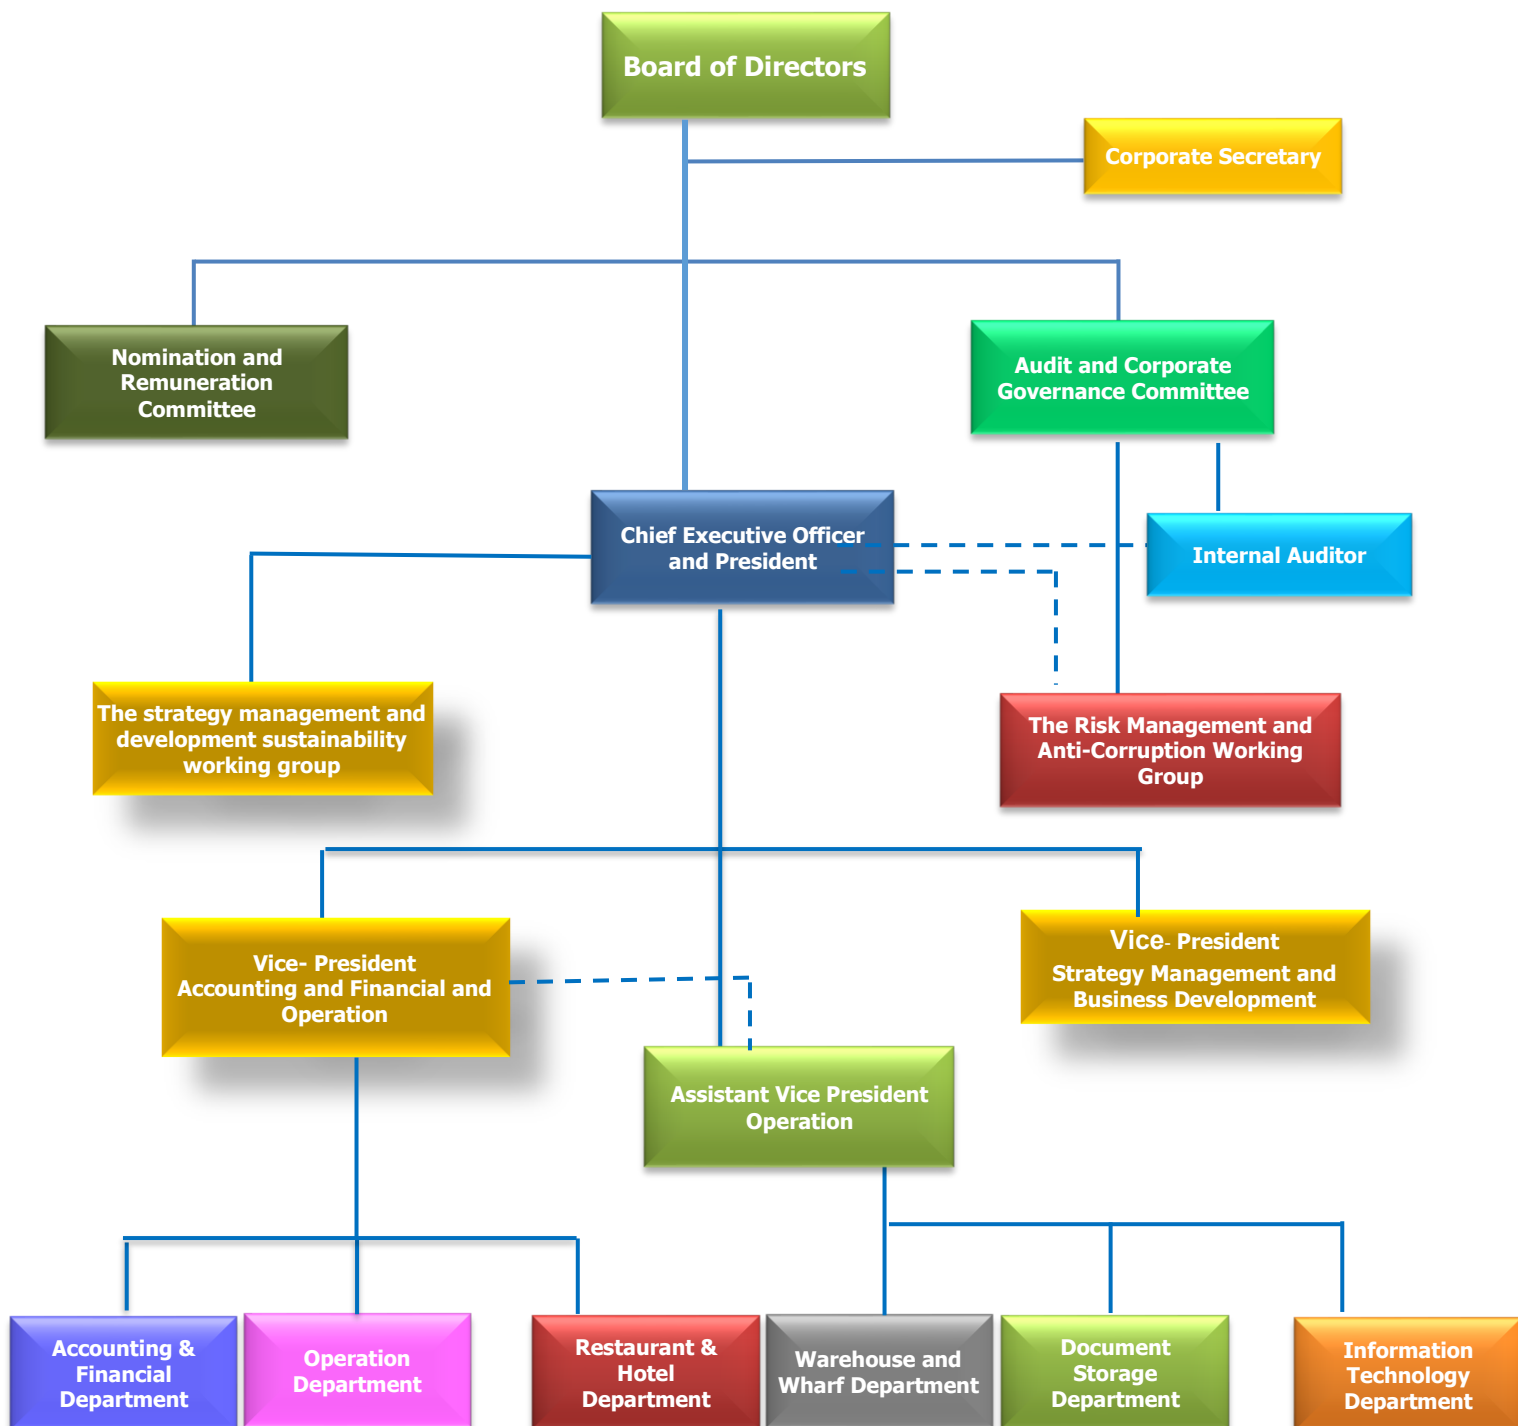 Board of Directors
Corporate Secretary
Nomination and
Remuneration
Committee
Audit and Corporate
Governance Committee
Chief Executive Officer
and President
Internal Auditor
The strategy management and
development sustainability
working group
The Risk Management and
Anti-Corruption Working
Group
Vice- President
Accounting and Financial and
Operation
Vice- President
Strategy Management and
Business Development
Assistant Vice President
Operation
Accounting &
Financial
Department
Operation
Department
Restaurant &
Hotel
Department
Warehouse and
Wharf Department
Document
Storage
Department
Information
Technology
Department